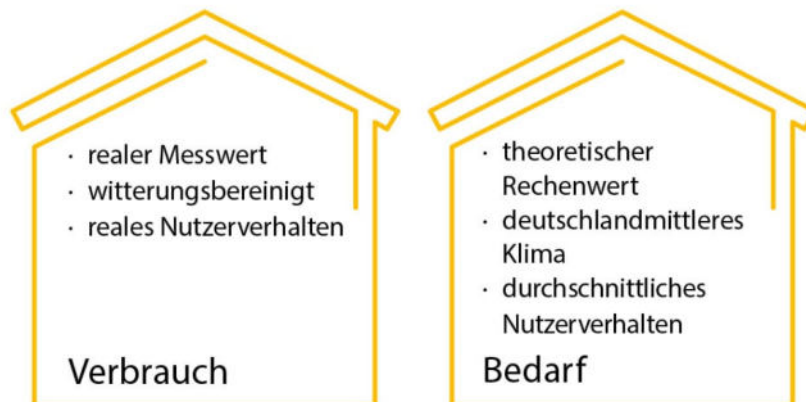 · realer Messwert
· witterungsbereinigt
· reales Nutzerverhalten
Verbrauch
· theoretischer
Rechenwert
· deutschlandmittleres
Klima
· durchschnittliches
Nutzerverhalten
Bedarf